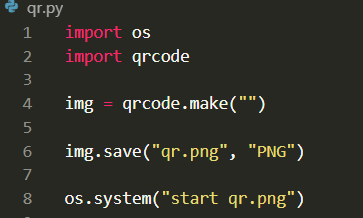 qr.py
1 import os
2 import qrcode
3
4 img = qrcode.make("")
5
6 img.save("qr.png", "PNG")
7
8 os.system("start qr.png")